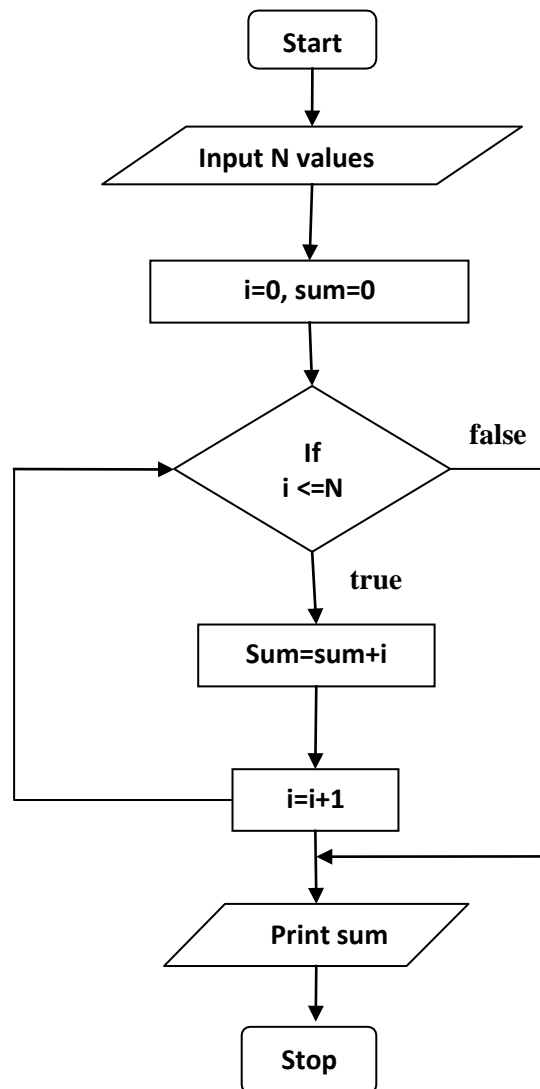 Start
Input N values
i=0, sum=0
If
i <=N
false
true
Sum=sum+i
i=i+1
Print sum
Stop